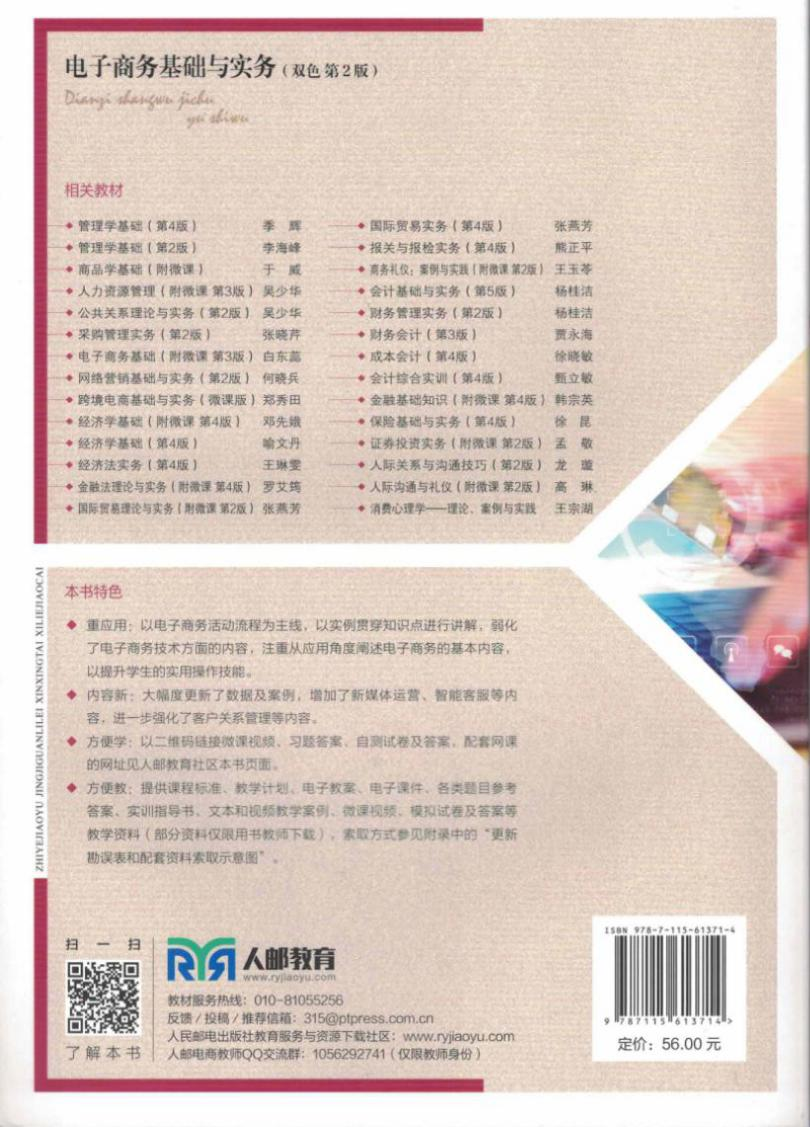 电子商务基础与实务（双色 第2版）
Dianzi shangwu jichu
yu shiwu
相关教材
◆ 管理学基础（第4版） 季 辉
◆ 管理学基础（第2版） 李海峰
◆ 商品学基础（附微课） 于 威
◆ 人力资源管理（附微课 第3版） 吴少华
◆ 公共关系理论与实务（第2版） 吴少华
◆ 采购管理实务（第2版） 张晓芹
◆ 电子商务基础（附微课 第3版） 白东蕊
◆ 网络营销基础与实务（第2版） 何晓兵
◆ 跨境电商基础与实务（微课版） 郑秀田
◆ 经济学基础（附微课 第4版） 邓先娥
◆ 经济学基础（第4版） 喻文丹
◆ 经济法实务（第4版） 王琳雯
◆ 金融法理论与实务（附微课 第4版） 罗艾筠
◆ 国际贸易理论与实务（附微课 第2版） 张燕芳
◆ 国际贸易实务（第4版） 张燕芳
◆ 报关与报检实务（第4版） 熊正平
◆ 商务礼仪：案例与实践（附微课 第2版） 王玉苓
◆ 会计基础与实务（第5版） 杨桂洁
◆ 财务管理实务（第2版） 杨桂洁
◆ 财务会计（第3版） 贾永海
◆ 成本会计（第4版） 徐晓敏
◆ 会计综合实训（第4版） 甄立敏
◆ 金融基础知识（附微课 第4版） 韩宗英
◆ 保险基础与实务（第4版） 徐 昆
◆ 证券投资实务（附微课 第2版） 孟 敬
◆ 人际关系与沟通技巧（第2版） 龙 璇
◆ 人际沟通与礼仪（附微课 第2版） 高 琳
◆ 消费心理学——理论、案例与实践 王宗湖
ZHIYEJIAOYU JINGJIGUANLILEI XINXINGTAI XILIEJIAOCAI
本书特色
◆ 重应用：以电子商务活动流程为主线，以实例贯穿知识点进行讲解，弱化
了电子商务技术方面的内容，注重从应用角度阐述电子商务的基本内容，
以提升学生的实用操作技能。
◆ 内容新：大幅度更新了数据及案例，增加了新媒体运营、智能客服等内
容，进一步强化了客户关系管理等内容。
◆ 方便学：以二维码链接微课视频、习题答案、自测试卷及答案，配套网课
的网址见人邮教育社区本书页面。
◆ 方便教：提供课程标准、教学计划、电子教案、电子课件、各类题目参考
答案、实训指导书、文本和视频教学案例、微课视频、模拟试卷及答案等
教学资料（部分资料仅限用书教师下载），索取方式参见附录中的“更新
勘误表和配套资料索取示意图”。
扫一扫
了解本书
RYJY 人邮教育
www.ryjiaoyu.com
教材服务热线：010-81055256
反馈/投稿/推荐信箱：315@ptpress.com.cn
人民邮电出版社教育服务与资源下载社区：www.ryjiaoyu.com
人邮电商教师QQ交流群：1056292741（仅限教师身份）
ISBN 978-7-115-61371-4
9 787115 613714 >
定价：56.00 元